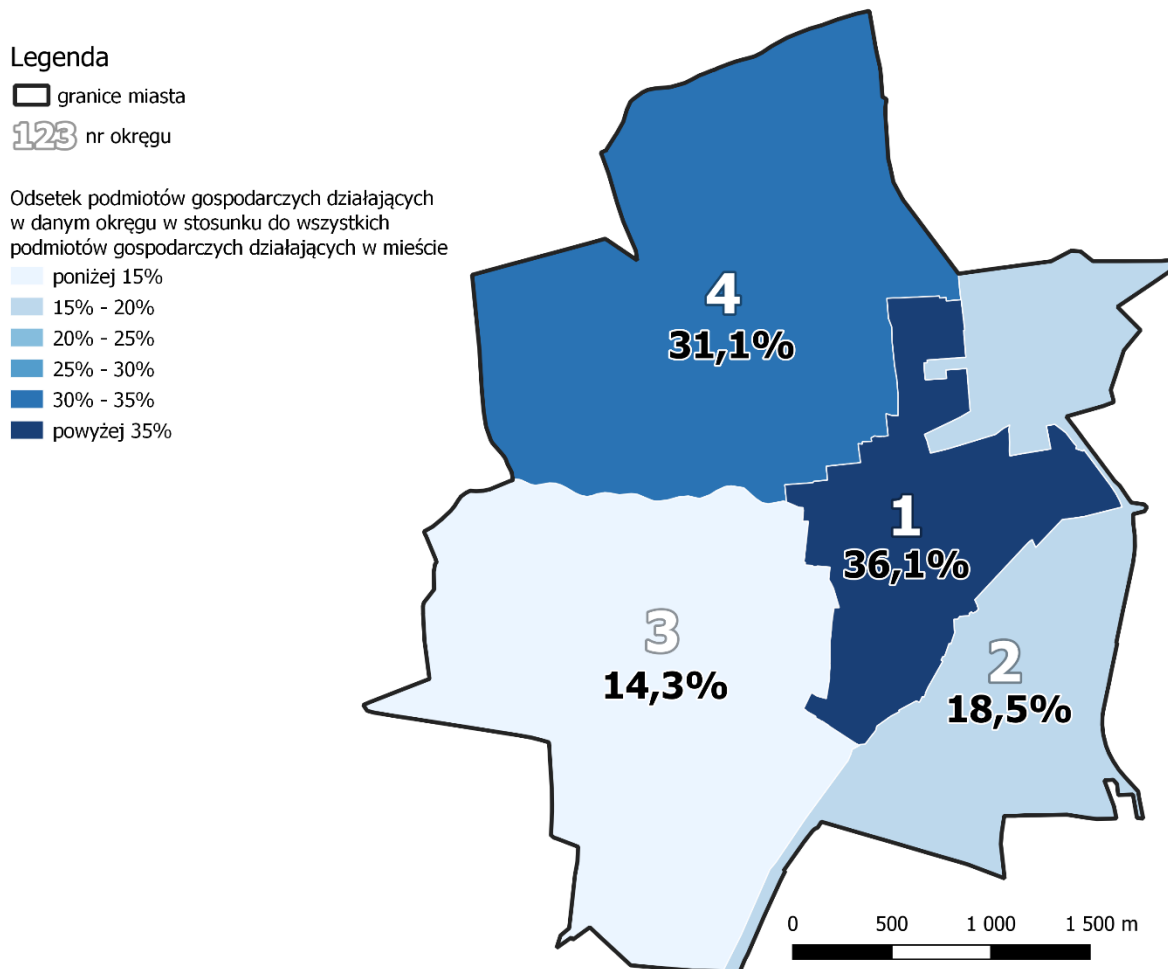 Legenda
granice miasta
123 nr okręgu
Odsetek podmiotów gospodarczych działających
w danym okręgu w stosunku do wszystkich
podmiotów gospodarczych działających w mieście
poniżej 15%
15% - 20%
20% - 25%
25% - 30%
30% - 35%
powyżej 35%
4
31,1%
1
36,1%
3
14,3%
2
18,5%
0 500 1 000 1 500 m